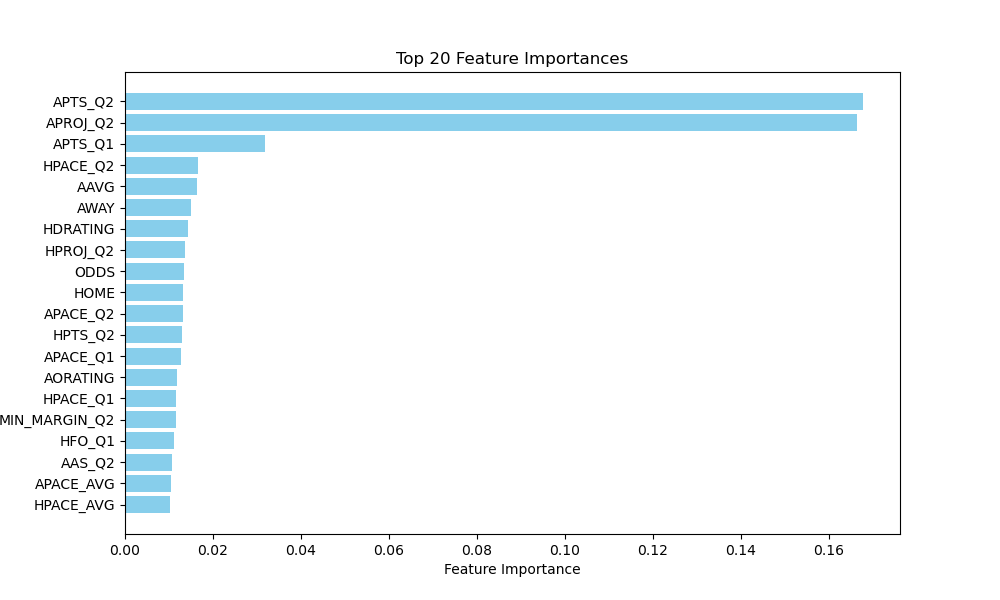 Top 20 Feature Importances
APTS_Q2
APROJ_Q2
APTS_Q1
HPACE_Q2
AAVG
AWAY
HDRATING
HPROJ_Q2
ODDS
HOME
APACE_Q2
HPTS_Q2
APACE_Q1
AORATING
HPACE_Q1
MIN_MARGIN_Q2
HFO_Q1
AAS_Q2
APACE_AVG
HPACE_AVG
0.00 0.02 0.04 0.06 0.08 0.10 0.12 0.14 0.16
Feature Importance